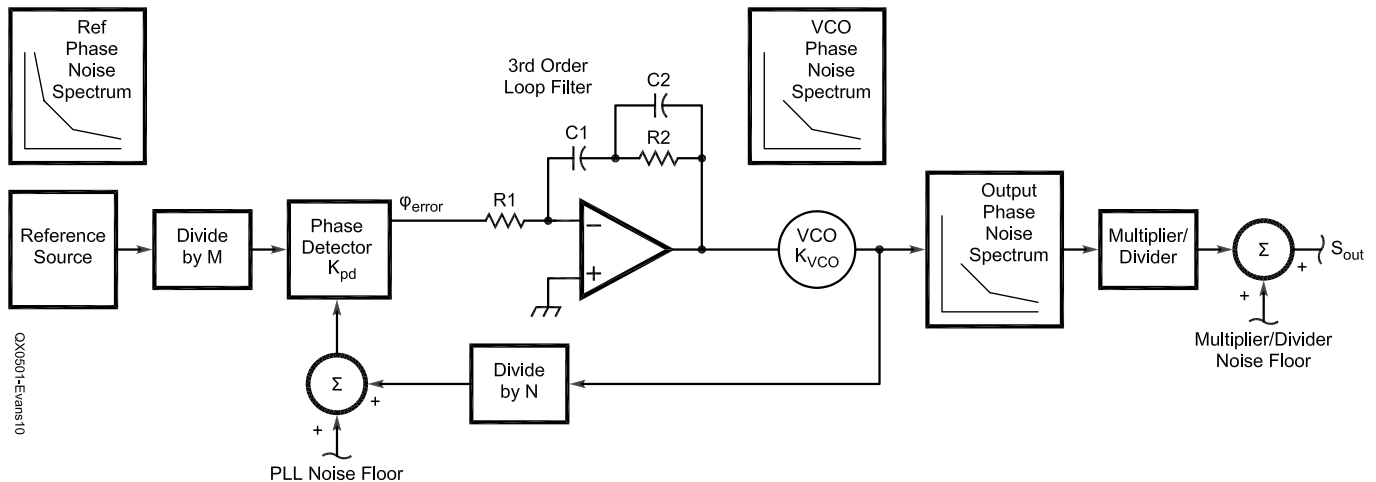 Ref
Phase
Noise
Spectrum
3rd Order
Loop Filter
C2
C1
R2
VCO
Phase
Noise
Spectrum
Reference
Source
Divide
by M
Phase
Detector
Kpd
φerror
R1
−
+
VCO
KVCO
Output
Phase
Noise
Spectrum
Multiplier/
Divider
Σ
+
Sout
+
Multiplier/Divider
Noise Floor
Divide
by N
Σ
+
+
PLL Noise Floor
QX0501-Evans10